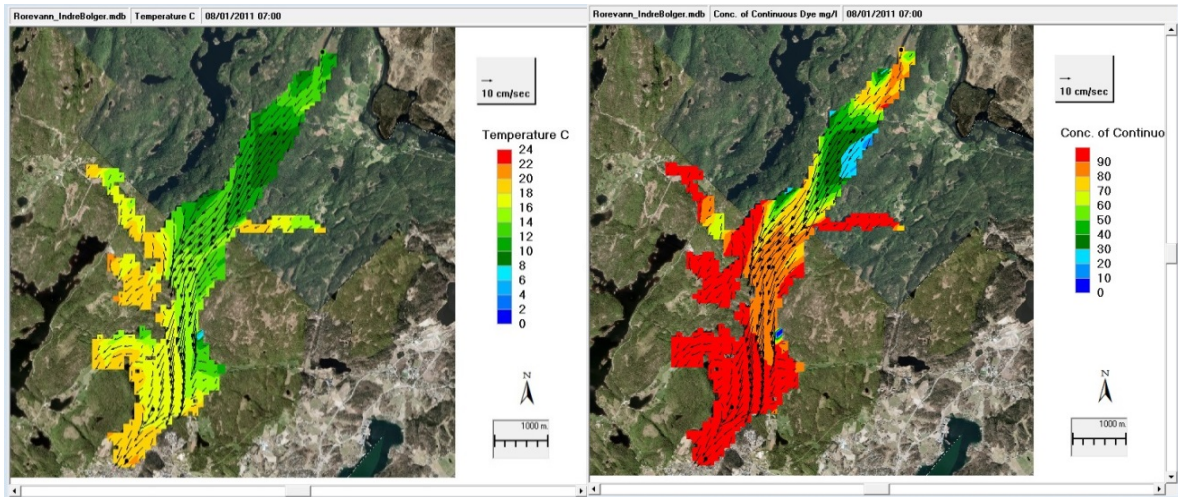 Rorevann_IndreBolger.mdb Temperature C 08/01/2011 07:00
10 cm/sec
Temperature C
24
22
20
18
16
14
12
10
8
6
4
2
0
N
1000 m.
Rorevann_IndreBolger.mdb Conc. of Continuous Dye mg/l 08/01/2011 07:00
10 cm/sec
Conc. of Continuo
90
80
70
60
50
40
30
20
10
0
N
1000 m.